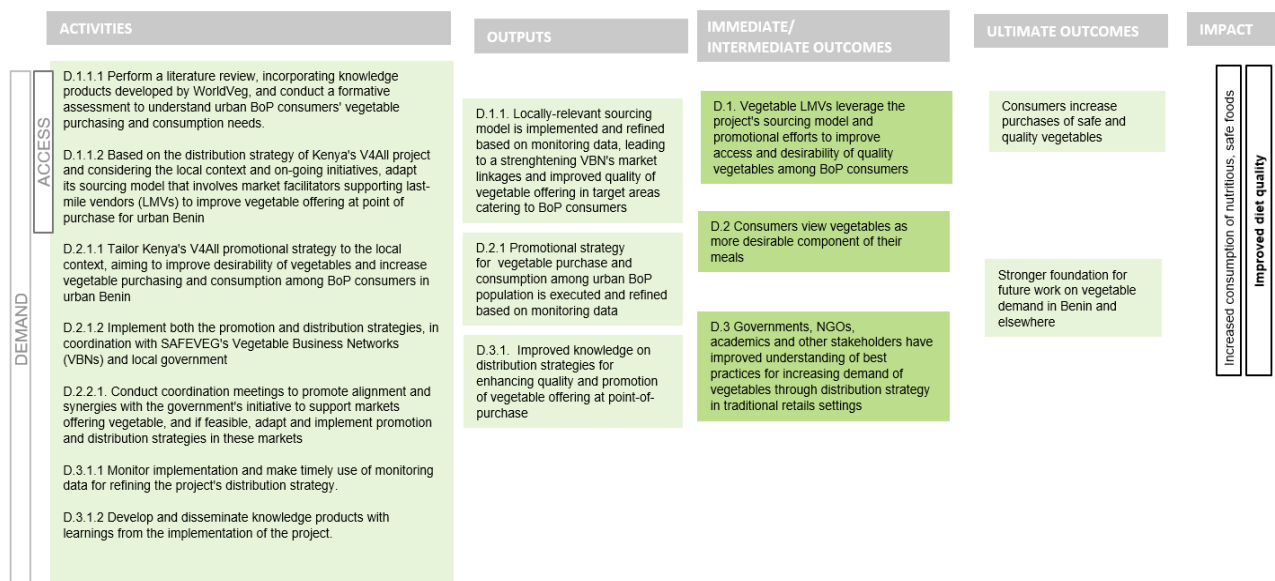 ACTIVITIES
OUTPUTS
IMMEDIATE/
INTERMEDIATE OUTCOMES
ULTIMATE OUTCOMES
IMPACT
DEMAND
ACCESS
D.1.1.1 Perform a literature review, incorporating knowledge
products developed by WorldVeg, and conduct a formative
assessment to understand urban BoP consumers' vegetable
purchasing and consumption needs.
D.1.1.2 Based on the distribution strategy of Kenya's V4All project
and considering the local context and on-going initiatives, adapt
its sourcing model that involves market facilitators supporting last-
mile vendors (LMVs) to improve vegetable offering at point of
purchase for urban Benin
D.2.1.1 Tailor Kenya's V4All promotional strategy to the local
context, aiming to improve desirability of vegetables and increase
vegetable purchasing and consumption among BoP consumers in
urban Benin
D.2.1.2 Implement both the promotion and distribution strategies, in
coordination with SAFEVEG's Vegetable Business Networks
(VBNs) and local government
D.2.2.1. Conduct coordination meetings to promote alignment and
synergies with the government's initiative to support markets
offering vegetable, and if feasible, adapt and implement promotion
and distribution strategies in these markets
D.3.1.1 Monitor implementation and make timely use of monitoring
data for refining the project's distribution strategy.
D.3.1.2 Develop and disseminate knowledge products with
learnings from the implementation of the project.
D.1.1. Locally-relevant sourcing
model is implemented and refined
based on monitoring data, leading
to a strenghtening VBN's market
linkages and improved quality of
vegetable offering in target areas
catering to BoP consumers
D.2.1 Promotional strategy
for vegetable purchase and
consumption among urban BoP
population is executed and refined
based on monitoring data
D.3.1. Improved knowledge on
distribution strategies for
enhancing quality and promotion
of vegetable offering at point-of-
purchase
D.1. Vegetable LMVs leverage the
project's sourcing model and
promotional efforts to improve
access and desirability of quality
vegetables among BoP consumers
D.2 Consumers view vegetables as
more desirable component of their
meals
D.3 Governments, NGOs,
academics and other stakeholders have
improved understanding of best
practices for increasing demand of
vegetables through distribution strategy
in traditional retails settings
Consumers increase
purchases of safe and
quality vegetables
Stronger foundation for
future work on vegetable
demand in Benin and
elsewhere
Increased consumption of nutritious, safe foods
Improved diet quality